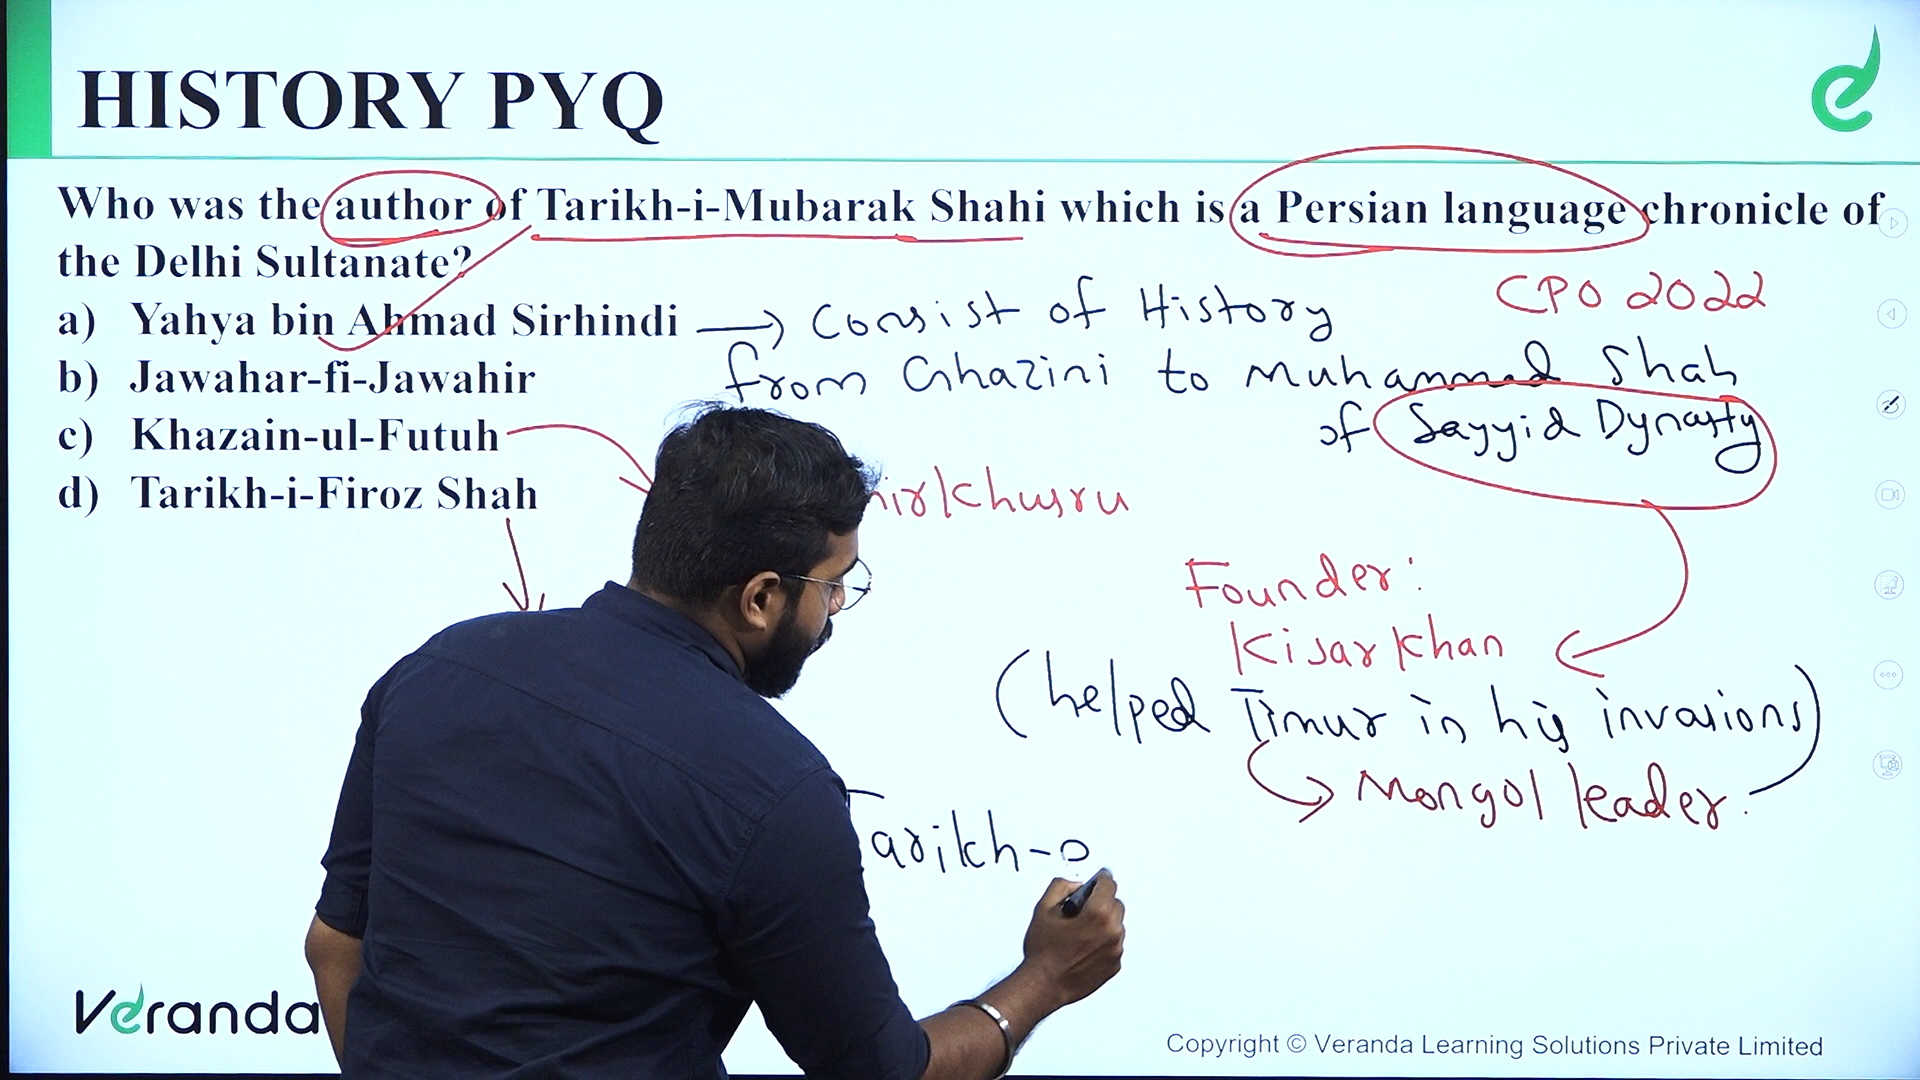 HISTORY PYQ
Who was the author of Tarikh-i-Mubarak Shahi which is a Persian language chronicle of
the Delhi Sultanate?
CPO 2022
a) Yahya bin Ahmad Sirhindi → Consist of History
from Ghazini to Muhammad Shah
of Sayyid Dynasty
b) Jawahar-fi-Jawahir
c) Khazain-ul-Futuh
d) Tarikh-i-Firoz Shah
Khusru
Founder:
Kisar Khan
(helped Timur in his invasions)
→ Mongol leader.
Tarikh-
Veranda
Copyright © Veranda Learning Solutions Private Limited